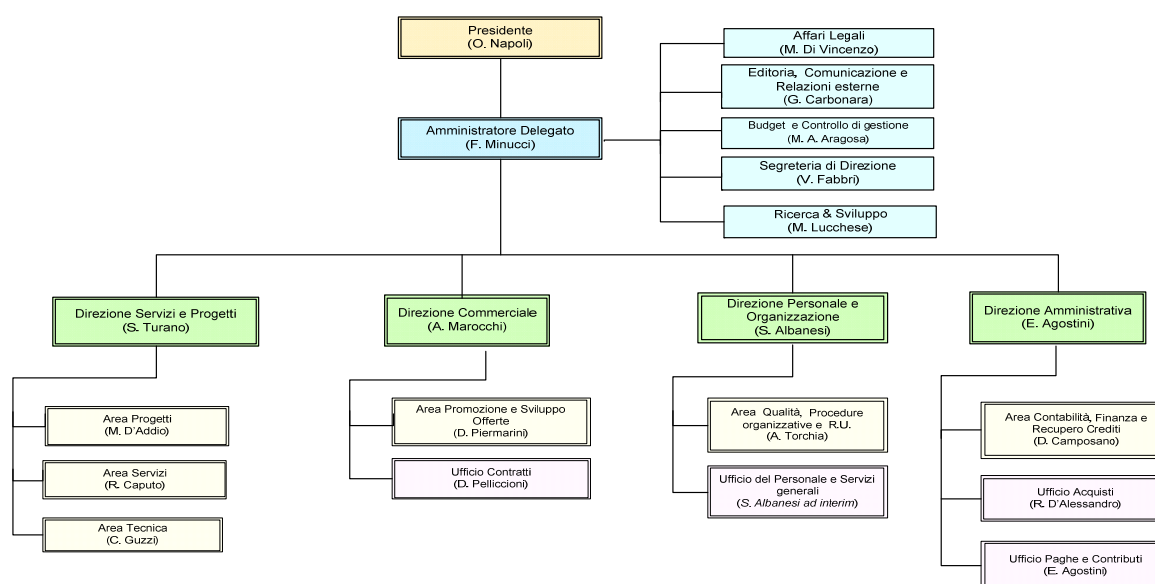 Presidente
(O. Napoli)
Affari Legali
(M. Di Vincenzo)
Editoria, Comunicazione e
Relazioni esterne
(G. Carbonara)
Amministratore Delegato
(F. Minucci)
Budget e Controllo di gestione
(M. A. Aragosa)
Segreteria di Direzione
(V. Fabbri)
Ricerca & Sviluppo
(M. Lucchese)
Direzione Servizi e Progetti
(S. Turano)
Direzione Commerciale
(A. Marocchi)
Direzione Personale e
Organizzazione
(S. Albanesi)
Direzione Amministrativa
(E. Agostini)
Area Progetti
(M. D'Addio)
Area Servizi
(R. Caputo)
Area Tecnica
(C. Guzzi)
Area Promozione e Sviluppo
Offerte
(D. Piermarini)
Ufficio Contratti
(D. Pelliccioni)
Area Qualità, Procedure
organizzative e R.U.
(A. Torchia)
Ufficio del Personale e Servizi
generali
(S. Albanesi ad interim)
Area Contabilità, Finanza e
Recupero Crediti
(D. Camposano)
Ufficio Acquisti
(R. D'Alessandro)
Ufficio Paghe e Contributi
(E. Agostini)